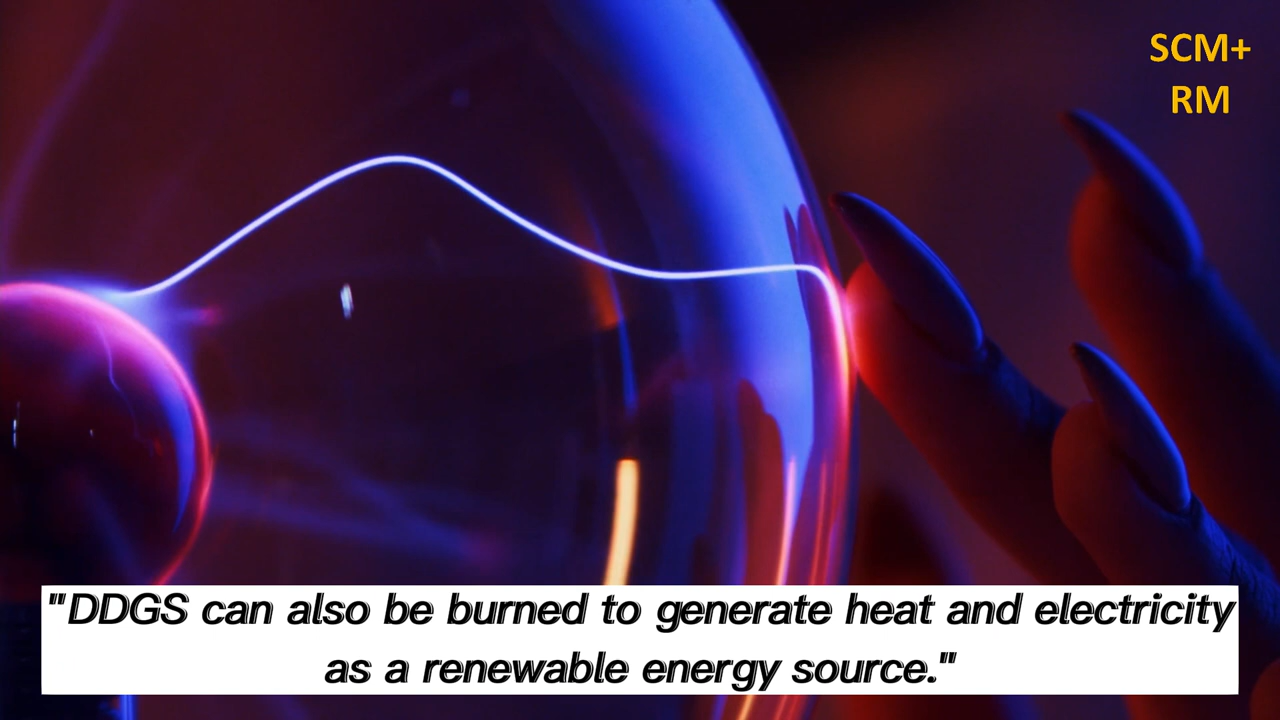 SCM+
RM
"'DDGS can also be burned to generate heat and electricity
as a renewable energy source.'"